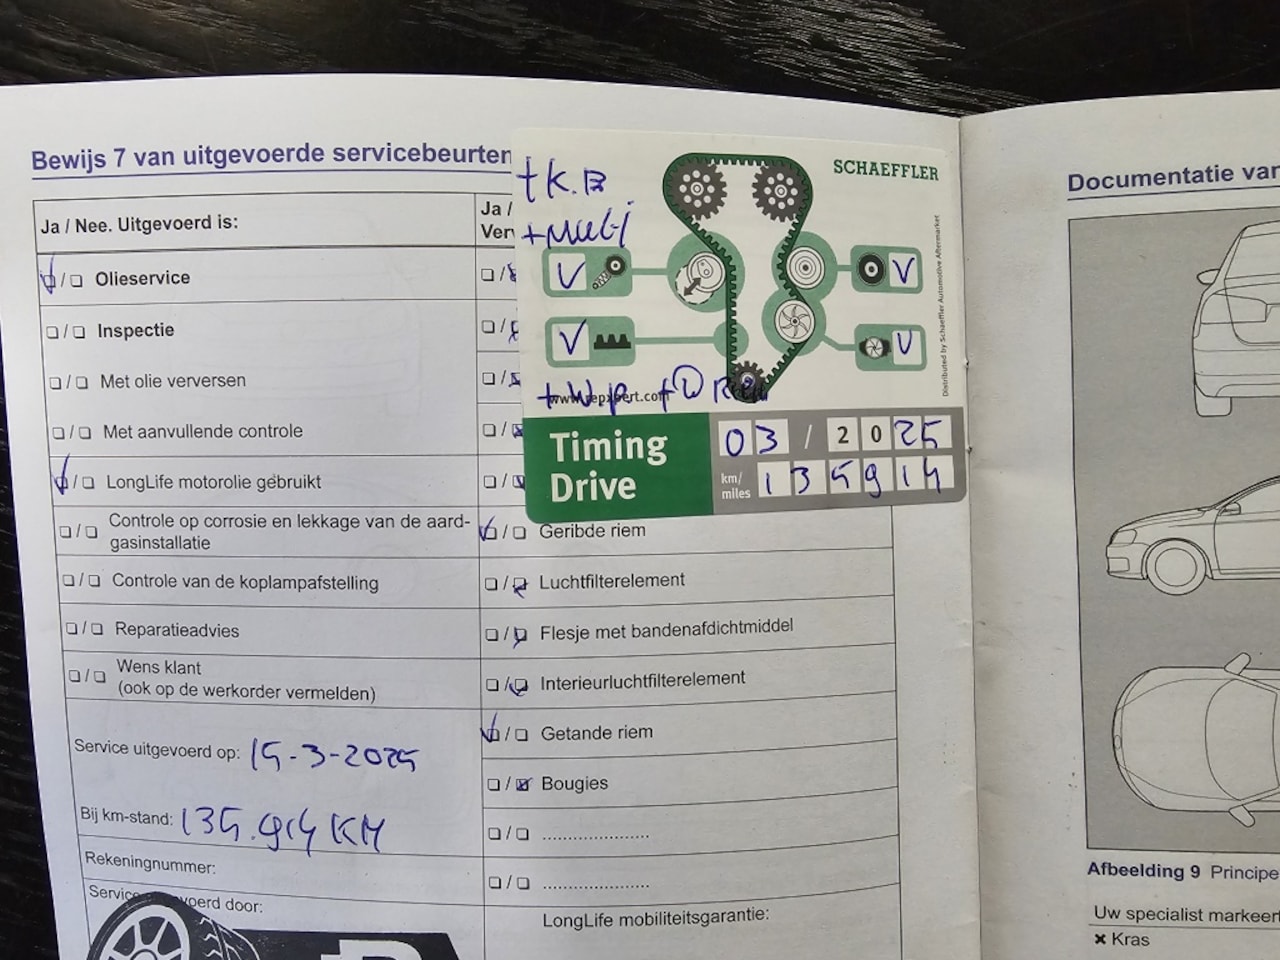 Bewijs 7 van uitgevoerde servicebeurten
Ja / Nee. Uitgevoerd is:
Ja /
Olieservice
Inspectie
Met olie verversen
Met aanvullende controle
LongLife motorolie gebruikt
Controle op corrosie en lekkage van de aard-
gasinstallatie
Controle van de koplampafstelling
Reparatieadvies
Wens klant
(ook op de werkorder vermelden)
Service uitgevoerd op: 15-3-2025
Bij km-stand: 135.914 KM
Rekeningnummer:
door:
+ K.B
+ Multi
SCHAEFFLER
Distributed by Schaeffler Automotive Aftermarket
www.repxpert.com
+ W.p +
Timing
Drive
03 / 2025
km/
miles
135914
Geribde riem
Luchtfilterelement
Flesje met bandenafdichtmiddel
Interieurluchtfilterelement
Getande riem
Bougies
.....................
.....................
LongLife mobiliteitsgarantie:
Documentatie van
Afbeelding 9 Principe
Uw specialist markeert
× Kras